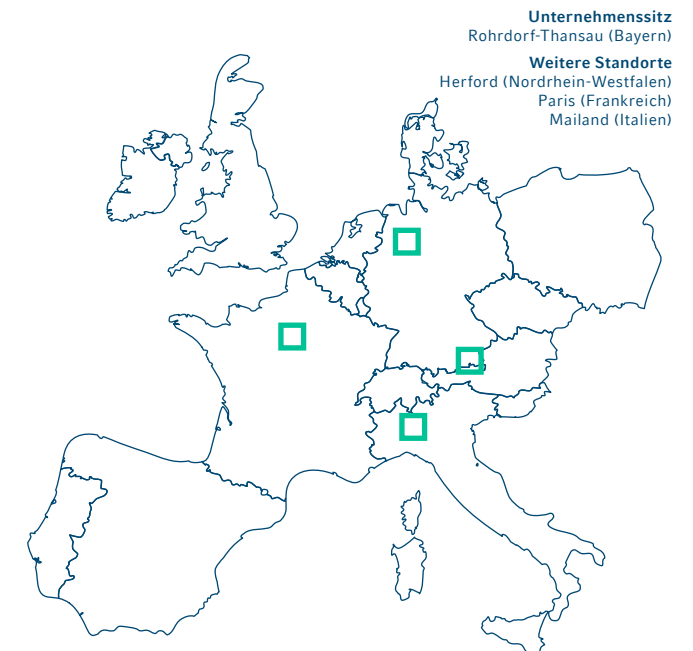 Unternehmenssitz
Rohrdorf-Thansau (Bayern)
Weitere Standorte
Herford (Nordrhein-Westfalen)
Paris (Frankreich)
Mailand (Italien)